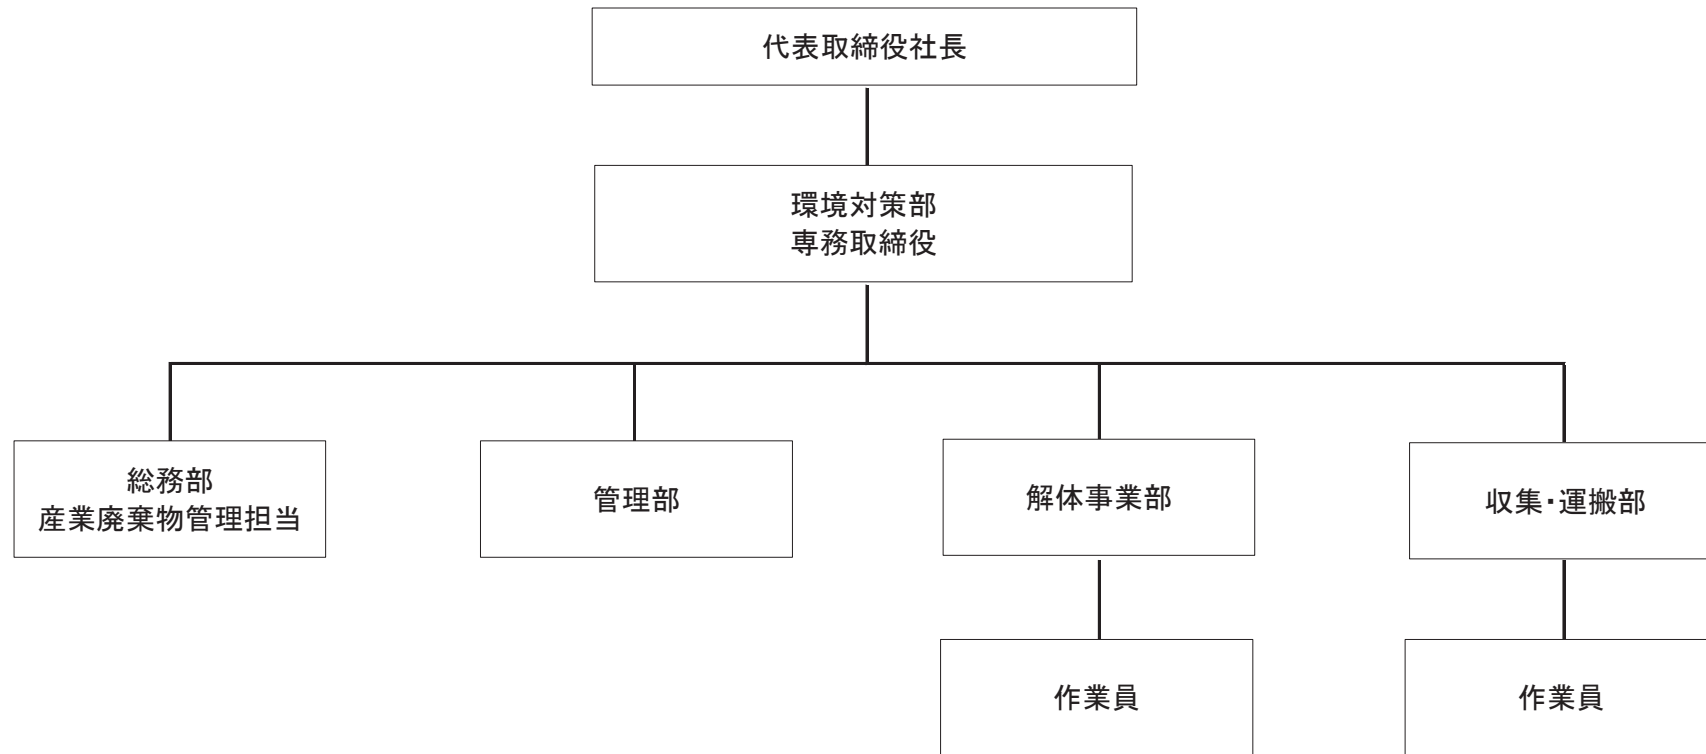 代表取締役社長
環境対策部
専務取締役
総務部
産業廃棄物管理担当
管理部
解体事業部
収集・運搬部
作業員
作業員